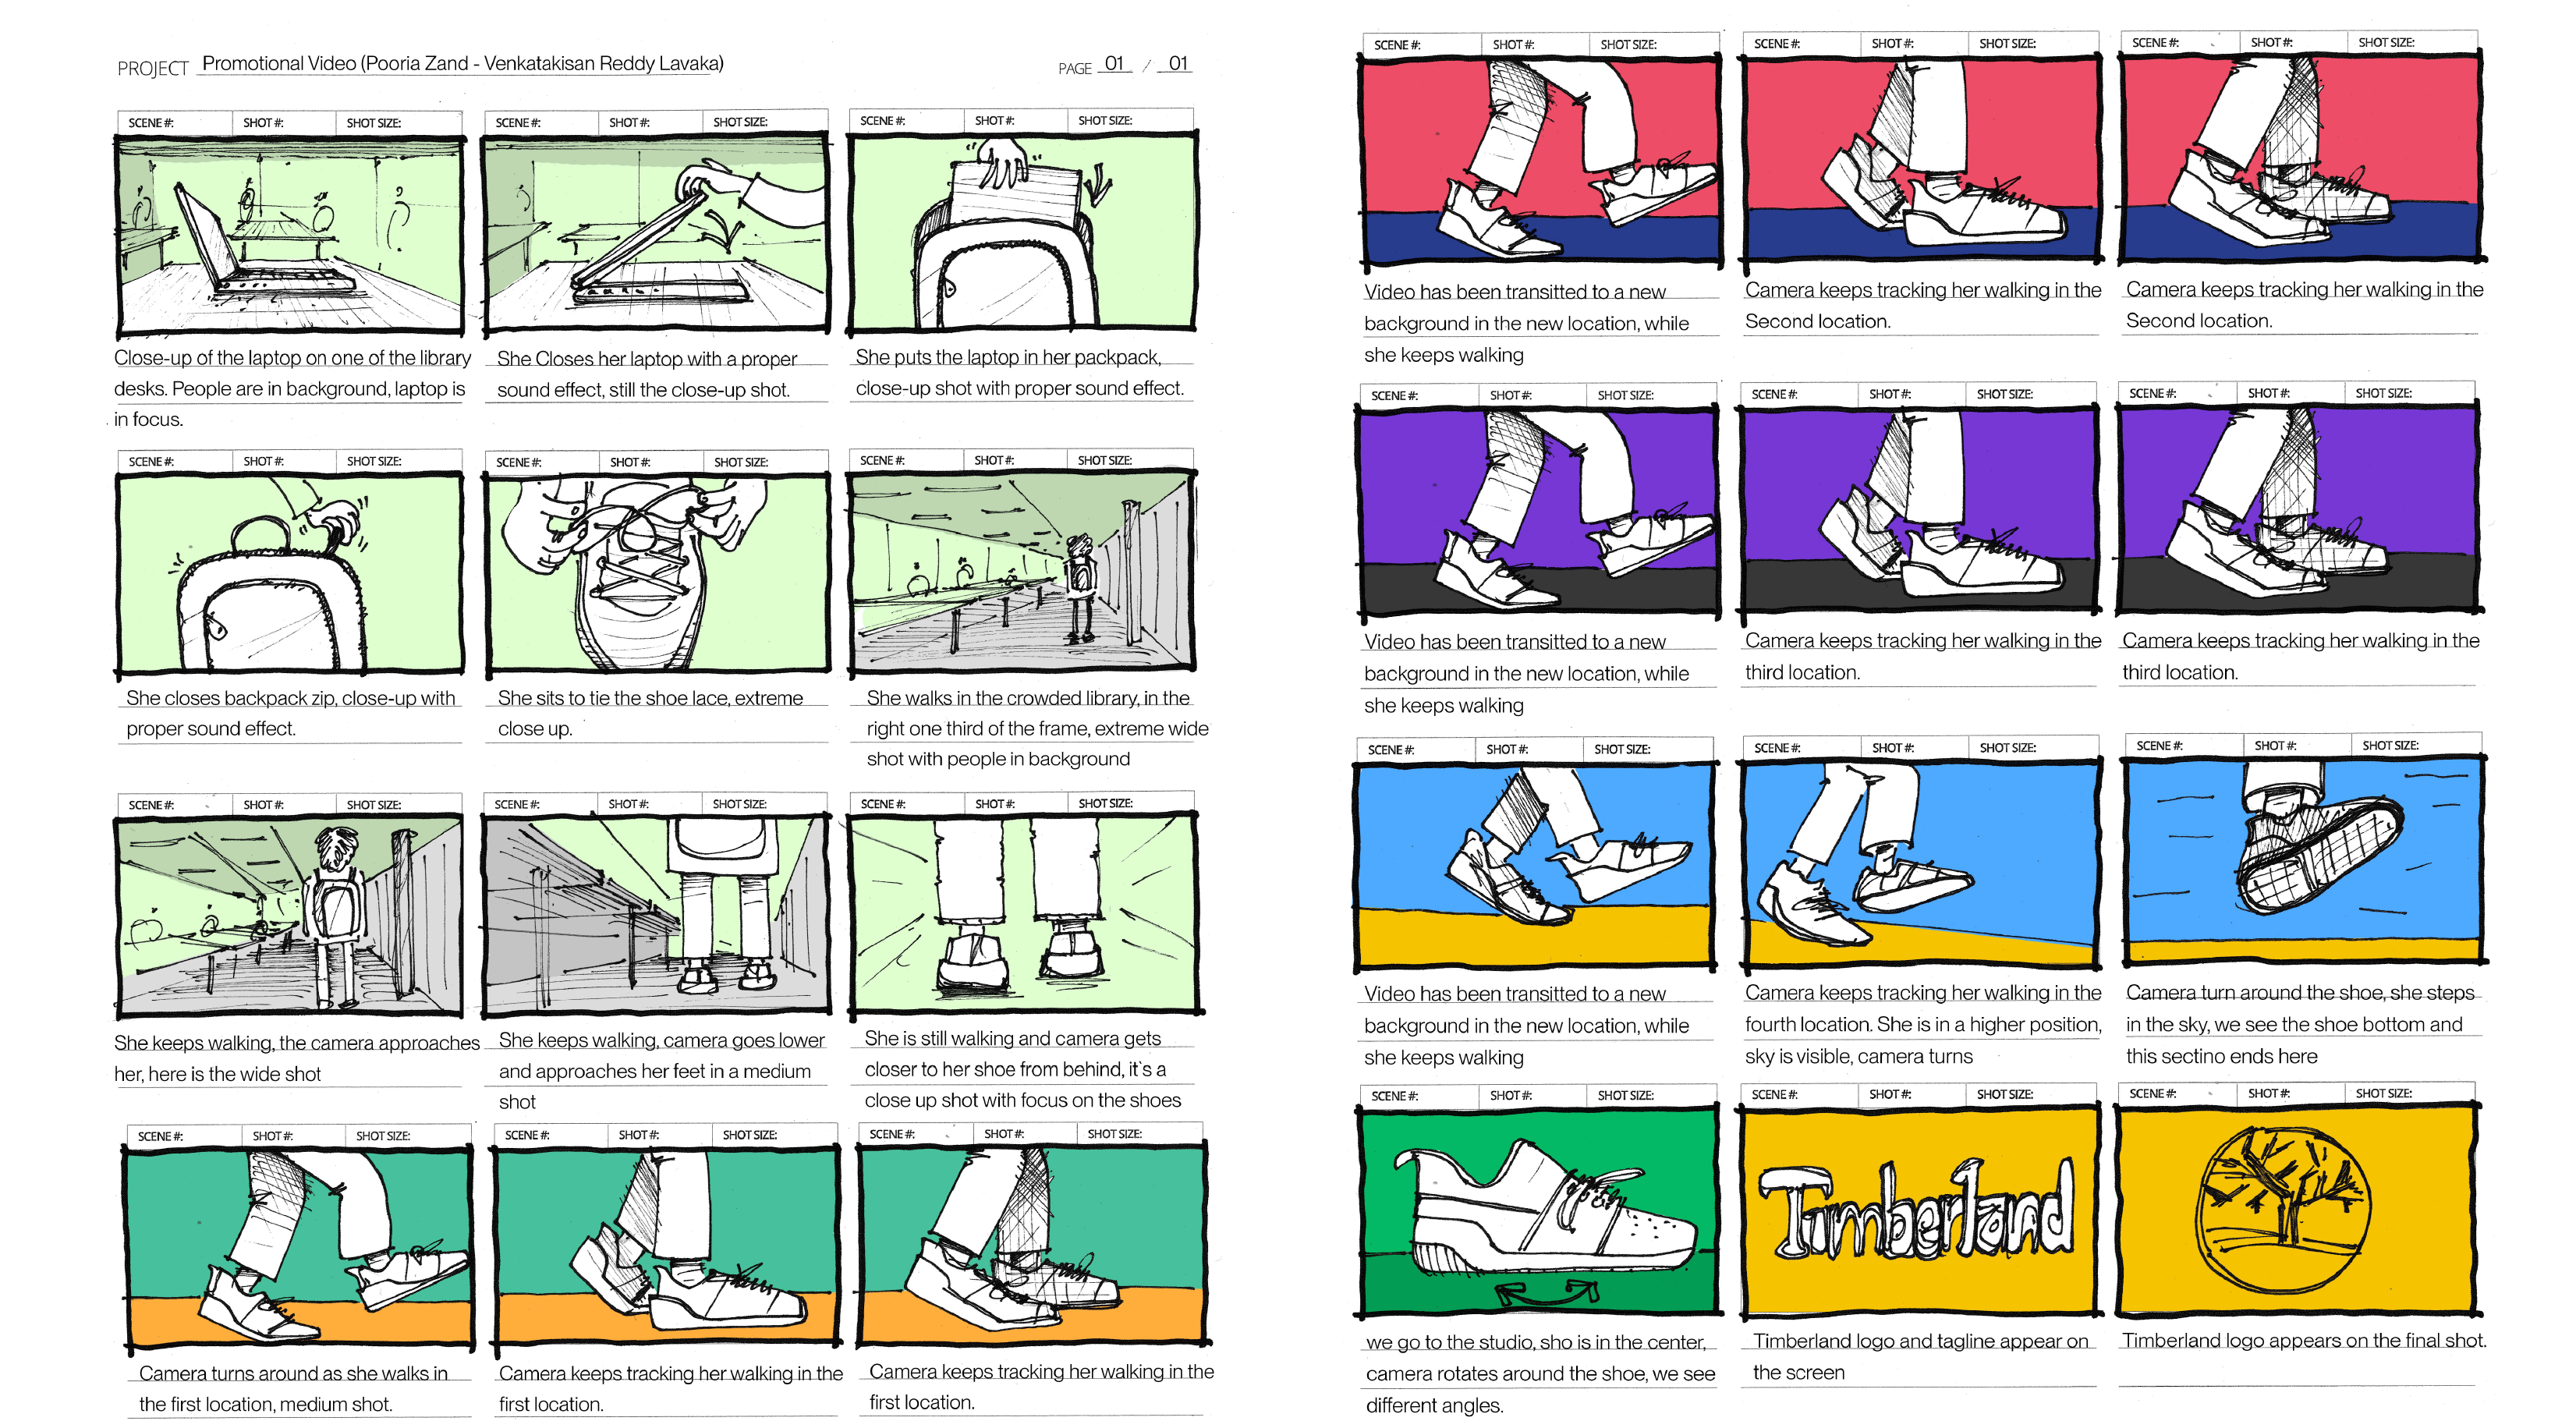 PROJECT Promotional Video (Pooria Zand - Venkatakisan Reddy Lavaka)
PAGE 01 / 01
SCENE #: SHOT #: SHOT SIZE:
SCENE #: SHOT #: SHOT SIZE:
SCENE #: SHOT #: SHOT SIZE:
Close-up of the laptop on one of the library
desks. People are in background, laptop is
in focus.
She Closes her laptop with a proper
sound effect, still the close-up shot.
She puts the laptop in her packpack,
close-up shot with proper sound effect.
SCENE #: SHOT #: SHOT SIZE:
SCENE #: SHOT #: SHOT SIZE:
SCENE #: SHOT #: SHOT SIZE:
She closes backpack zip, close-up with
proper sound effect.
She sits to tie the shoe lace, extreme
close up.
She walks in the crowded library, in the
right one third of the frame, extreme wide
shot with people in background
SCENE #: SHOT #: SHOT SIZE:
SCENE #: SHOT #: SHOT SIZE:
SCENE #: SHOT #: SHOT SIZE:
She keeps walking, the camera approaches
her, here is the wide shot
She keeps walking, camera goes lower
and approaches her feet in a medium
shot
She is still walking and camera gets
closer to her shoe from behind, it`s a
close up shot with focus on the shoes
SCENE #: SHOT #: SHOT SIZE:
SCENE #: SHOT #: SHOT SIZE:
SCENE #: SHOT #: SHOT SIZE:
Camera turns around as she walks in
the first location, medium shot.
Camera keeps tracking her walking in the
first location.
Camera keeps tracking her walking in the
first location.
SCENE #: SHOT #: SHOT SIZE:
SCENE #: SHOT #: SHOT SIZE:
SCENE #: SHOT #: SHOT SIZE:
Video has been transitted to a new
background in the new location, while
she keeps walking
Camera keeps tracking her walking in the
Second location.
Camera keeps tracking her walking in the
Second location.
SCENE #: SHOT #: SHOT SIZE:
SCENE #: SHOT #: SHOT SIZE:
SCENE #: SHOT #: SHOT SIZE:
Video has been transitted to a new
background in the new location, while
she keeps walking
Camera keeps tracking her walking in the
third location.
Camera keeps tracking her walking in the
third location.
SCENE #: SHOT #: SHOT SIZE:
SCENE #: SHOT #: SHOT SIZE:
SCENE #: SHOT #: SHOT SIZE:
Video has been transitted to a new
background in the new location, while
she keeps walking
Camera keeps tracking her walking in the
fourth location. She is in a higher position,
sky is visible, camera turns
Camera turn around the shoe, she steps
in the sky, we see the shoe bottom and
this sectino ends here
SCENE #: SHOT #: SHOT SIZE:
SCENE #: SHOT #: SHOT SIZE:
SCENE #: SHOT #: SHOT SIZE:
Timberland
we go to the studio, sho is in the center,
camera rotates around the shoe, we see
different angles.
Timberland logo and tagline appear on
the screen
Timberland logo appears on the final shot.